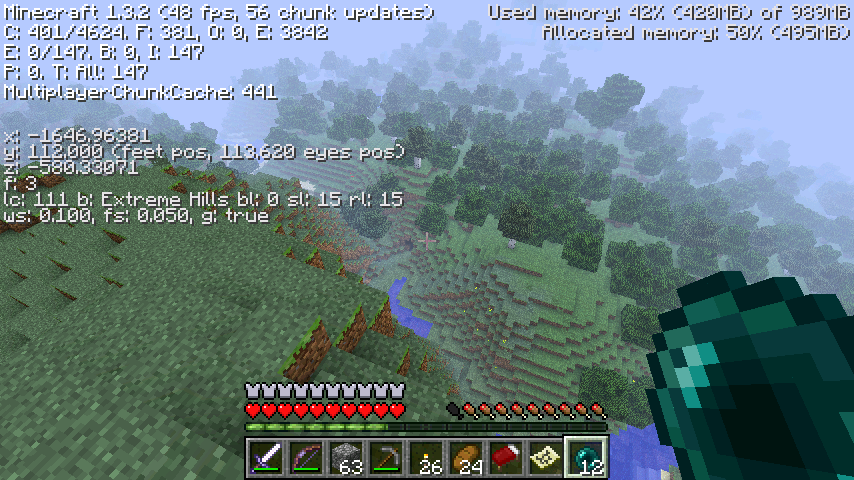 Minecraft 1.3.2 (48 fps, 56 chunk updates)
Used memory: 42% (420MB) of 989MB
C: 401/4624, F: 381, O: 0, E: 3842
Allocated memory: 50% (495MB)
E: 0/147. B: 0, I: 147
P: 0. T: All: 147
MultiplayerChunkCache: 441
x: -1646.96381
y: 112.000 (feet pos, 113.620 eyes pos)
z: -580.33071
f: 3
lc: 111 b: Extreme Hills bl: 0 sl: 15 rl: 15
ws: 0.100, fs: 0.050, g: true
63 26 24 12